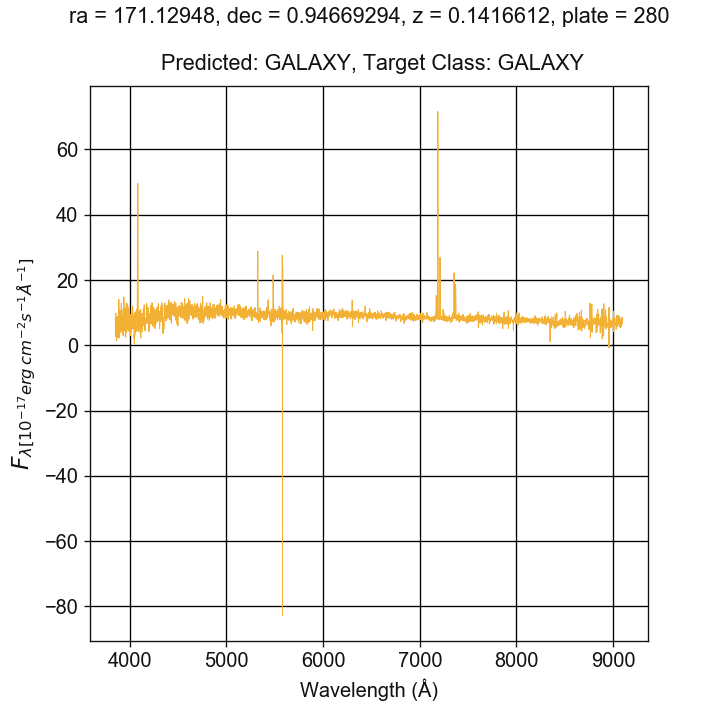 ra = 171.12948, dec = 0.94669294, z = 0.1416612, plate = 280
Predicted: GALAXY, Target Class: GALAXY
60
40
20
0
−20
−40
−60
−80
4000 5000 6000 7000 8000 9000
Wavelength (Å)
Fλ[10⁻¹⁷erg cm⁻²s⁻¹Å⁻¹]